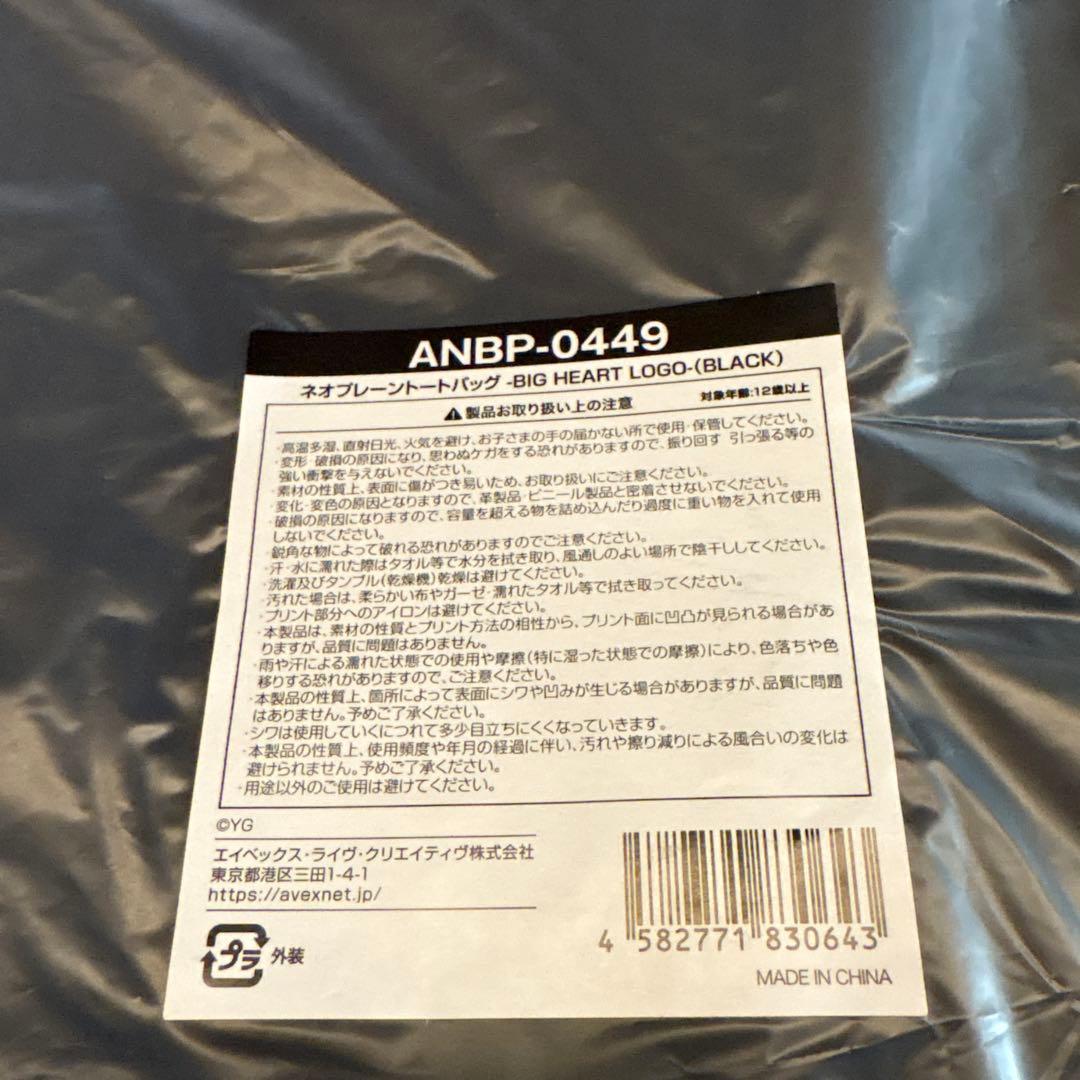 ANBP-0449
ネオプレーントートバッグ -BIG HEART LOGO-(BLACK)
⚠製品お取り扱い上の注意 対象年齢:12歳以上
・高温多湿、直射日光、火気を避け、お子さまの手の届かない所で使用・保管してください。
・変形・破損の原因になり、思わぬケガをする恐れがありますので、振り回す・引っ張る等の
強い衝撃を与えないでください。
・素材の性質上、表面に傷がつき易いため、お取り扱いにご注意ください。
・変化・変色の原因となりますので、革製品・ビニール製品と密着させないでください。
・破損の原因になりますので、容量を超える物を詰め込んだり過度に重い物を入れて使用
しないでください。
・鋭角な物によって破れる恐れがありますのでご注意ください。
・汗・水に濡れた際はタオル等で水分を拭き取り、風通しのよい場所で陰干ししてください。
・洗濯及びタンブル(乾燥機)乾燥は避けてください。
・汚れた場合は、柔らかい布やガーゼ・濡れたタオル等で拭き取ってください。
・プリント部分へのアイロンは避けてください。
・本製品は、素材の性質とプリント方法の相性から、プリント面に凹凸が見られる場合があ
りますが、品質に問題はありません。
・雨や汗による濡れた状態での使用や摩擦(特に湿った状態での摩擦)により、色落ちや色
移りする恐れがありますので、ご注意ください。
・本製品の性質上、箇所によって表面にシワや凹みが生じる場合がありますが、品質に問題
はありません。予めご了承ください。
・シワは使用していくにつれて多少目立ちにくくなっていきます。
・本製品の性質上、使用頻度や年月の経過に伴い、汚れや擦り減りによる風合いの変化は
避けられません。予めご了承ください。
・用途以外のご使用は避けてください。
©YG
エイベックス・ライヴ・クリエイティヴ株式会社
東京都港区三田1-4-1
https://avexnet.jp/
プラ 外装
4 582771 830643
MADE IN CHINA